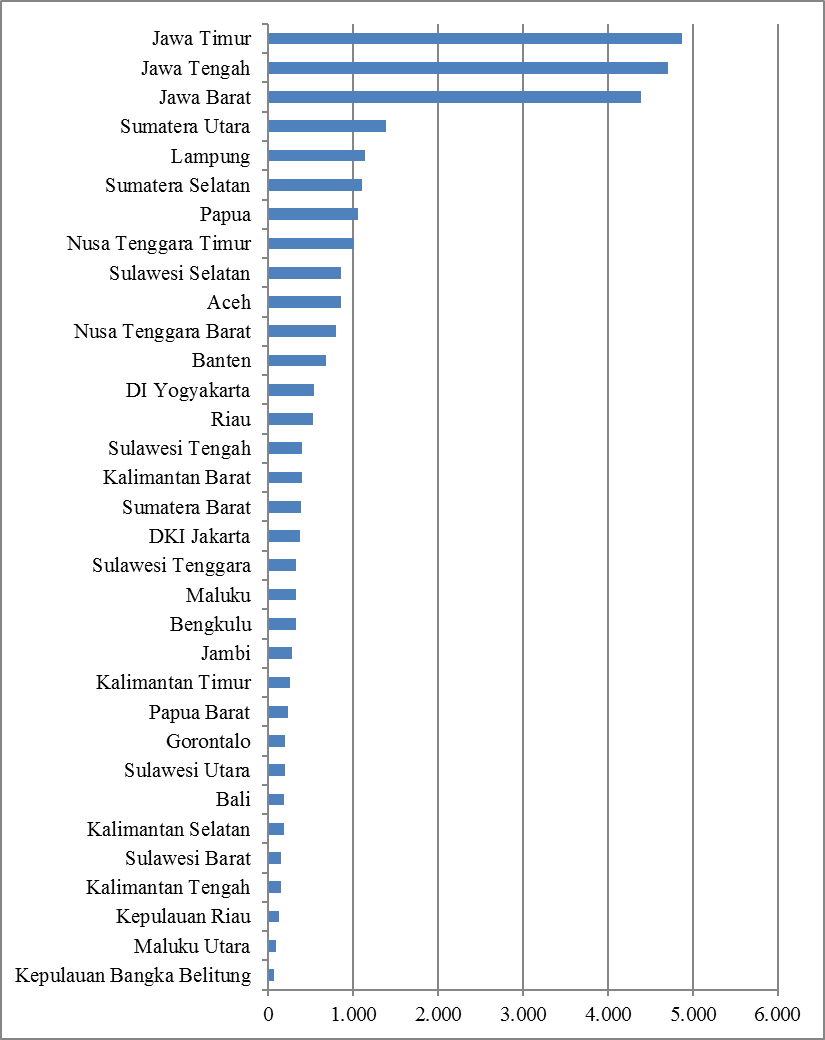 Jawa Timur
Jawa Tengah
Jawa Barat
Sumatera Utara
Lampung
Sumatera Selatan
Papua
Nusa Tenggara Timur
Sulawesi Selatan
Aceh
Nusa Tenggara Barat
Banten
DI Yogyakarta
Riau
Sulawesi Tengah
Kalimantan Barat
Sumatera Barat
DKI Jakarta
Sulawesi Tenggara
Maluku
Bengkulu
Jambi
Kalimantan Timur
Papua Barat
Gorontalo
Sulawesi Utara
Bali
Kalimantan Selatan
Sulawesi Barat
Kalimantan Tengah
Kepulauan Riau
Maluku Utara
Kepulauan Bangka Belitung
0 1.000 2.000 3.000 4.000 5.000 6.000